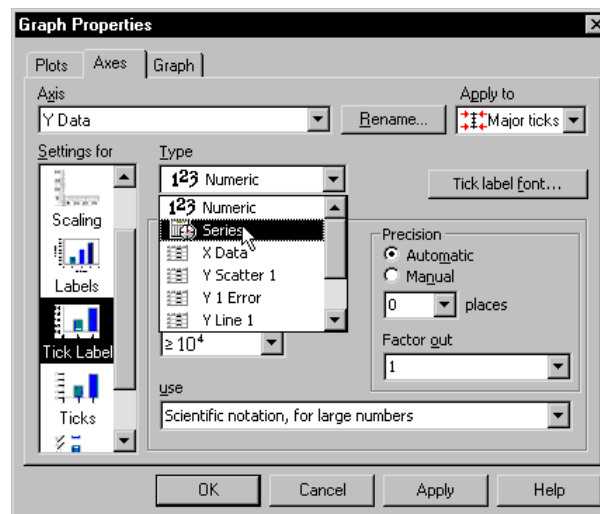 Graph Properties
Plots Axes Graph
Axis
Apply to
Y Data
Rename...
Major ticks
Settings for
Type
123 Numeric
Tick label font...
123 Numeric
Series
X Data
Y Scatter 1
Y 1 Error
Y Line 1
Scaling
Labels
Tick Label
Ticks
Precision
Automatic
Manual
0 places
≥ 10⁴
Factor out
1
use
Scientific notation, for large numbers
OK Cancel Apply Help